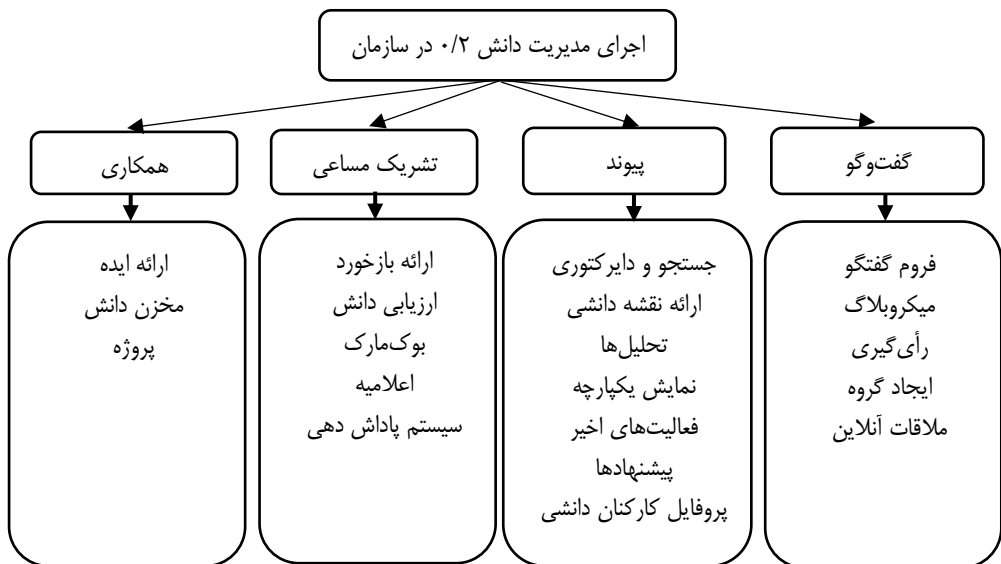 اجرای مدیریت دانش ۰/۲ در سازمان
گفت‌وگو
فروم گفتگو
میکروبلاگ
رأی‌گیری
ایجاد گروه
ملاقات آنلاین
پیوند
جستجو و دایرکتوری
ارائه نقشه دانشی
تحلیل‌ها
نمایش یکپارچه
فعالیت‌های اخیر
پیشنهادها
پروفایل کارکنان دانشی
تشریک مساعی
ارائه بازخورد
ارزیابی دانش
بوک‌مارک
اعلامیه
سیستم پاداش دهی
همکاری
ارائه ایده
مخزن دانش
پروژه